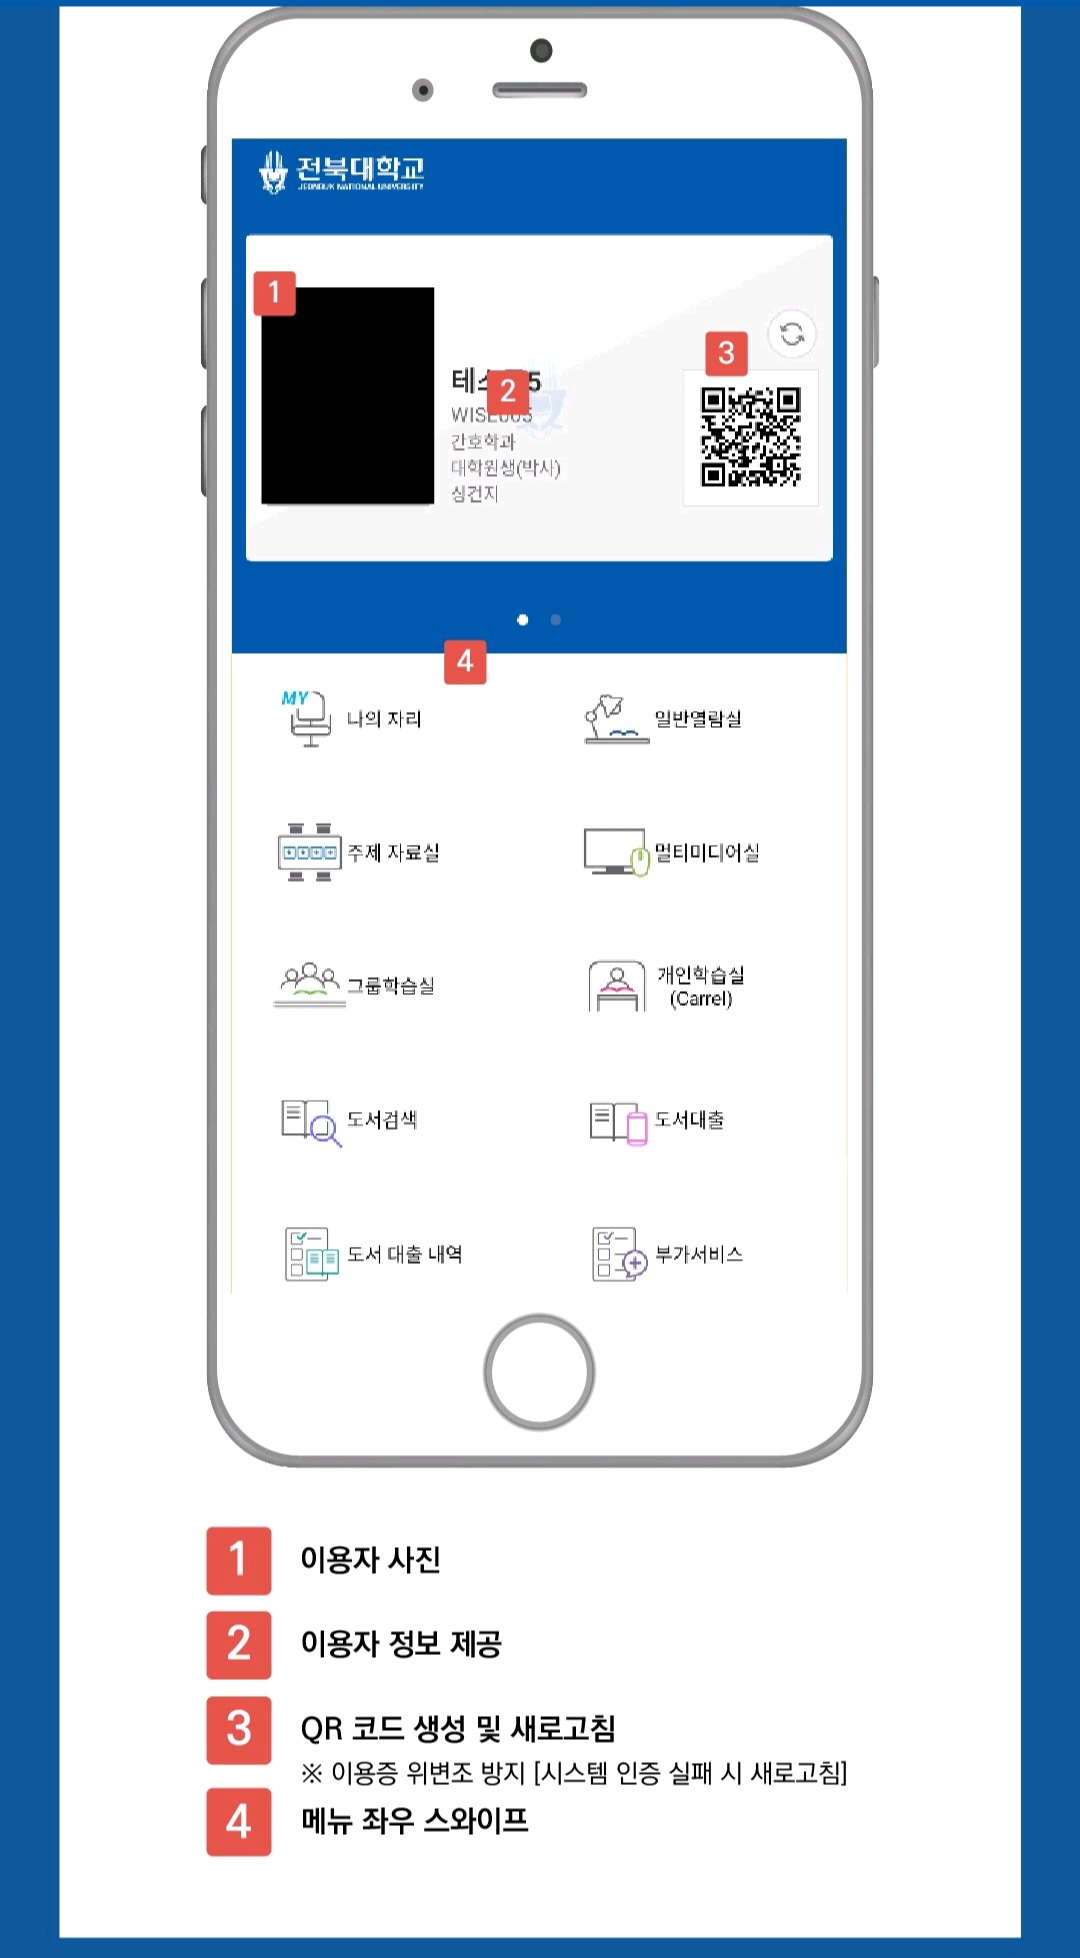 전북대학교
JEONBUK NATIONAL UNIVERSITY
1
3
2
5
간호학과
대학원생(박사)
싱건지
4
MY 나의 자리
일반열람실
주제 자료실
멀티미디어실
그룹학습실
개인학습실
(Carrel)
도서검색
도서대출
도서 대출 내역
부가서비스
1 이용자 사진
2 이용자 정보 제공
3 QR 코드 생성 및 새로고침
※ 이용증 위변조 방지 [시스템 인증 실패 시 새로고침]
4 메뉴 좌우 스와이프